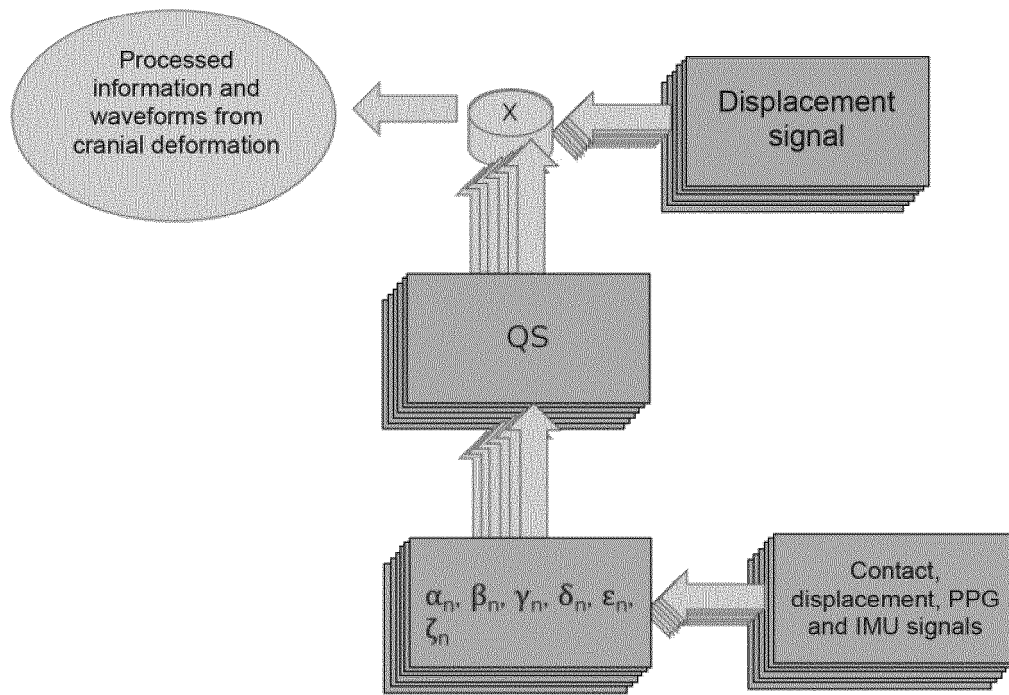 Processed
information and
waveforms from
cranial deformation
X
Displacement
signal
QS
αₙ, βₙ, γₙ, δₙ, εₙ,
ζₙ
Contact,
displacement, PPG
and IMU signals